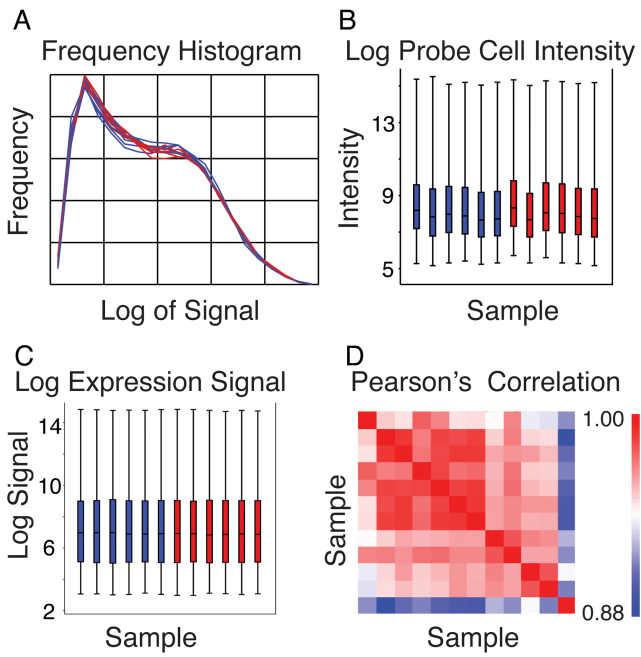 A
Frequency Histogram
Frequency
Log of Signal
B
Log Probe Cell Intensity
Intensity
13
9
5
Sample
C
Log Expression Signal
Log Signal
14
10
6
2
Sample
D
Pearson's Correlation
Sample
1.00
0.88
Sample